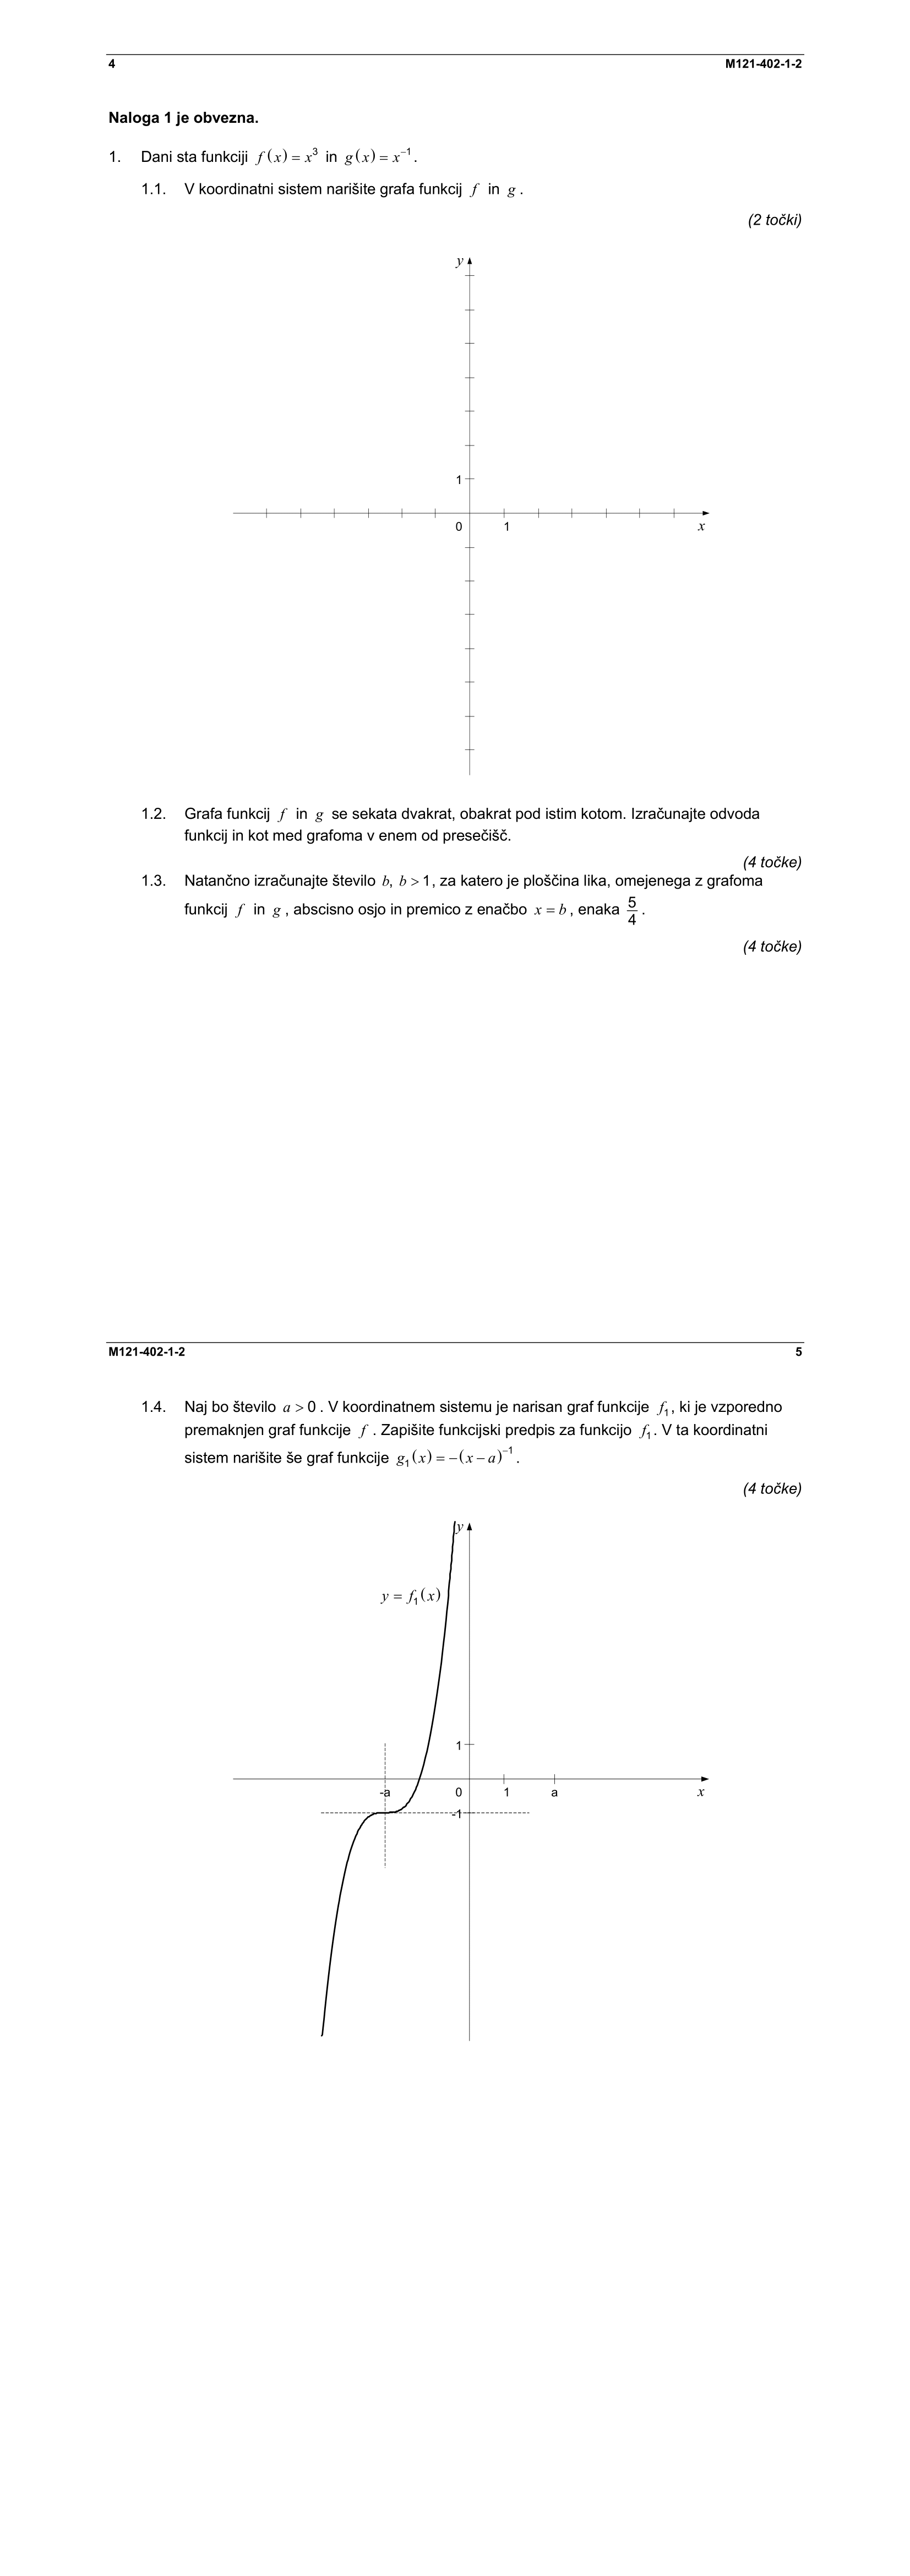 4 M121-402-1-2
Naloga 1 je obvezna.
1. Dani sta funkciji f(x) = x³ in g(x) = x⁻¹.
1.1. V koordinatni sistem narišite grafa funkcij f in g.
(2 točki)
y
1
0 1 x
1.2. Grafa funkcij f in g se sekata dvakrat, obakrat pod istim kotom. Izračunajte odvoda
funkcij in kot med grafoma v enem od presečišč.
(4 točke)
1.3. Natančno izračunajte število b, b > 1, za katero je ploščina lika, omejenega z grafoma
funkcij f in g, abscisno osjo in premico z enačbo x = b, enaka 5/4.
(4 točke)
M121-402-1-2 5
1.4. Naj bo število a > 0. V koordinatnem sistemu je narisan graf funkcije f₁, ki je vzporedno
premaknjen graf funkcije f. Zapišite funkcijski predpis za funkcijo f₁. V ta koordinatni
sistem narišite še graf funkcije g₁(x) = −(x − a)⁻¹.
(4 točke)
y
y = f₁(x)
1
-a 0 1 a x
-1